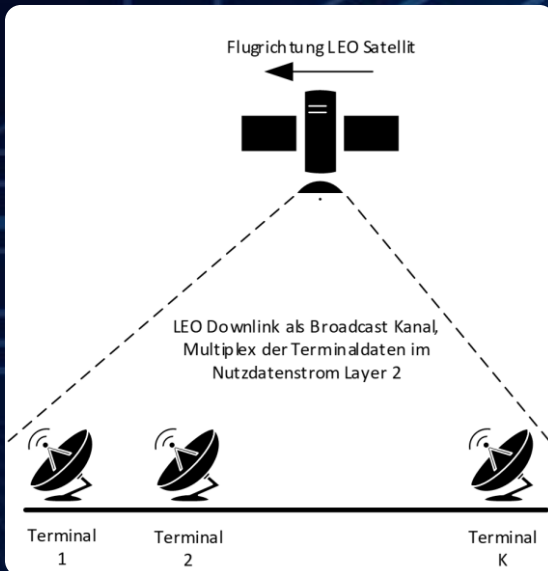 Flugrichtung LEO Satellit
LEO Downlink als Broadcast Kanal,
Multiplex der Terminaldaten im
Nutzdatenstrom Layer 2
Terminal
1
Terminal
2
Terminal
K